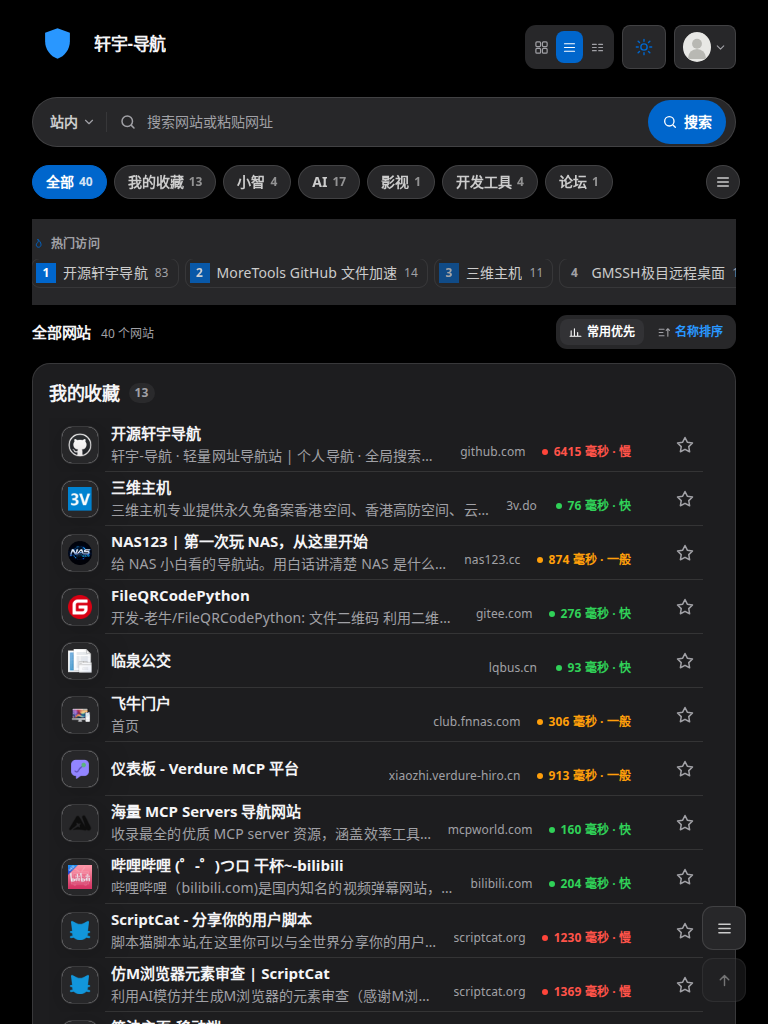 轩宇-导航
站内 搜索网站或粘贴网址 搜索
全部 40 我的收藏 13 小智 4 AI 17 影视 1 开发工具 4 论坛 1
热门访问
1 开源轩宇导航 83 2 MoreTools GitHub 文件加速 14 3 三维主机 11 4 GMSSH极目远程桌面
全部网站 40 个网站 常用优先 名称排序
我的收藏 13
开源轩宇导航
轩宇-导航 · 轻量网址导航站 | 个人导航 · 全局搜索... github.com 6415 毫秒 · 慢
3V 三维主机
三维主机专业提供永久免备案香港空间、香港高防空间、云... 3v.do 76 毫秒 · 快
NAS NAS123 | 第一次玩 NAS，从这里开始
给 NAS 小白看的导航站。用白话讲清楚 NAS 是什么... nas123.cc 874 毫秒 · 一般
FileQRCodePython
开发-老牛/FileQRCodePython: 文件二维码 利用二维... gitee.com 276 毫秒 · 快
临泉公交 lqbus.cn 93 毫秒 · 快
飞牛门户
首页 club.fnnas.com 306 毫秒 · 一般
仪表板 - Verdure MCP 平台 xiaozhi.verdure-hiro.cn 913 毫秒 · 一般
海量 MCP Servers 导航网站
收录最全的优质 MCP server 资源，涵盖效率工具... mcpworld.com 160 毫秒 · 快
哔哩哔哩 (゜-゜)つロ 干杯~-bilibili
哔哩哔哩（bilibili.com)是国内知名的视频弹幕网站，... bilibili.com 204 毫秒 · 快
ScriptCat - 分享你的用户脚本
脚本猫脚本站,在这里你可以与全世界分享你的用户... scriptcat.org 1230 毫秒 · 慢
仿M浏览器元素审查 | ScriptCat
利用AI模仿并生成M浏览器的元素审查（感谢M浏... scriptcat.org 1369 毫秒 · 慢